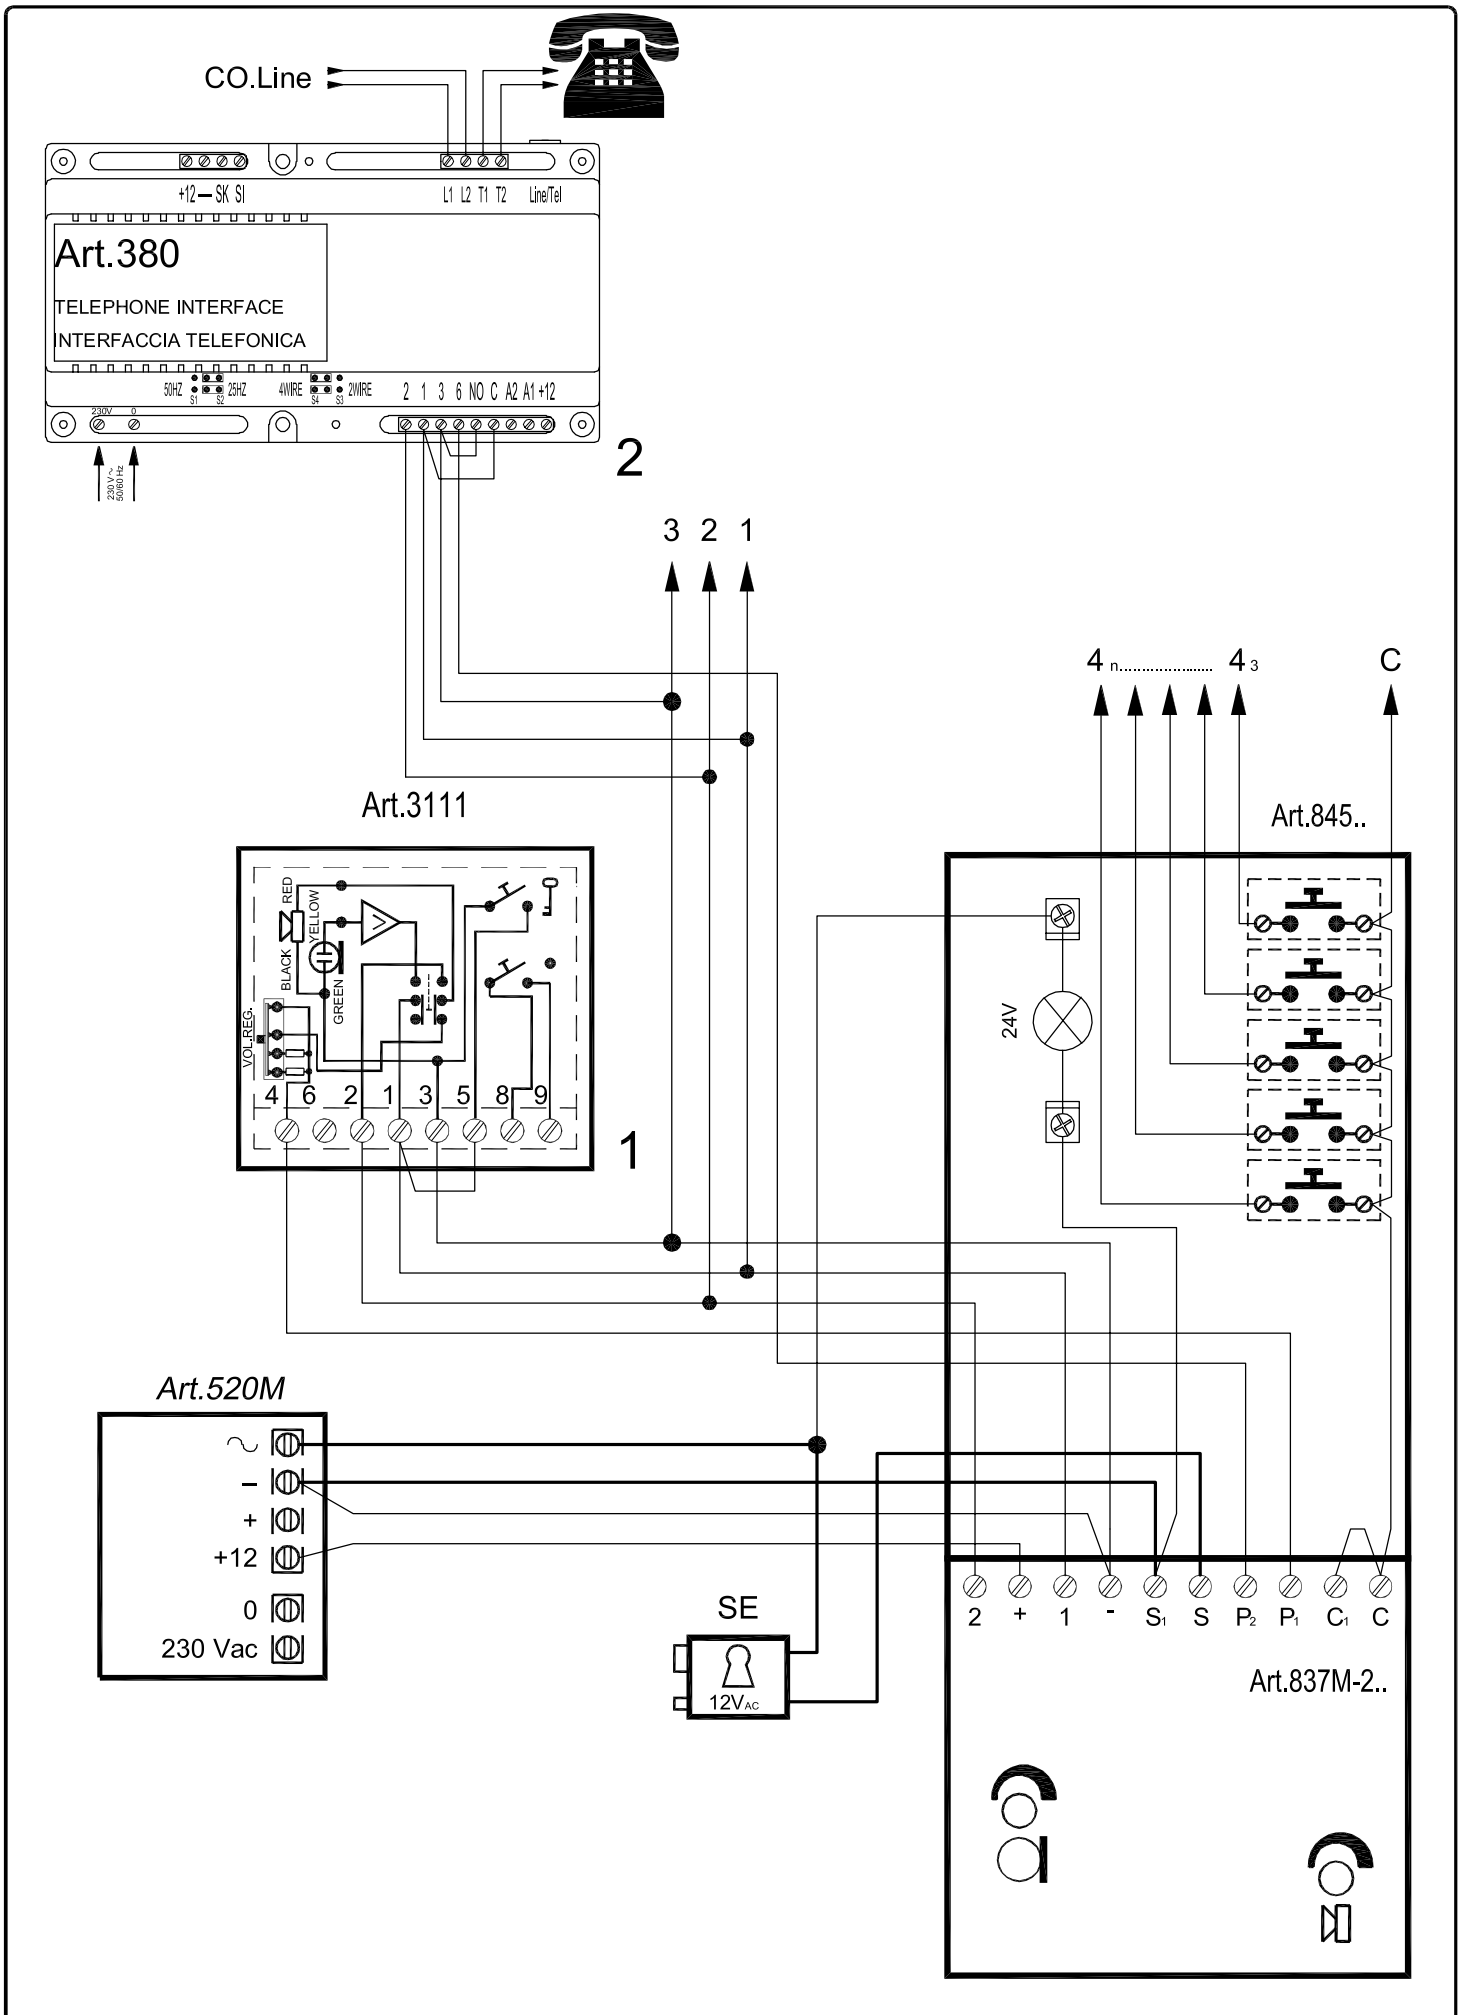 CO.Line
+12 — SK SI
L1 L2 T1 T2 Line/Tel
Art.380
TELEPHONE INTERFACE
INTERFACCIA TELEFONICA
50HZ S1 S2 25HZ
4WIRE S4 S3 2WIRE
2 1 3 6 NO C A2 A1 +12
230V 0
230 V ~
50/60 Hz
2
3 2 1
4 n...................... 4 3
C
Art.3111
Art.845..
RED
BLACK
YELLOW
GREEN
VOL.REG.
24V
4 6 2 1 3 5 8 9
1
Art.520M
~
–
+
+12
0
230 Vac
SE
12VAC
2 + 1 - S1 S P2 P1 C1 C
Art.837M-2..